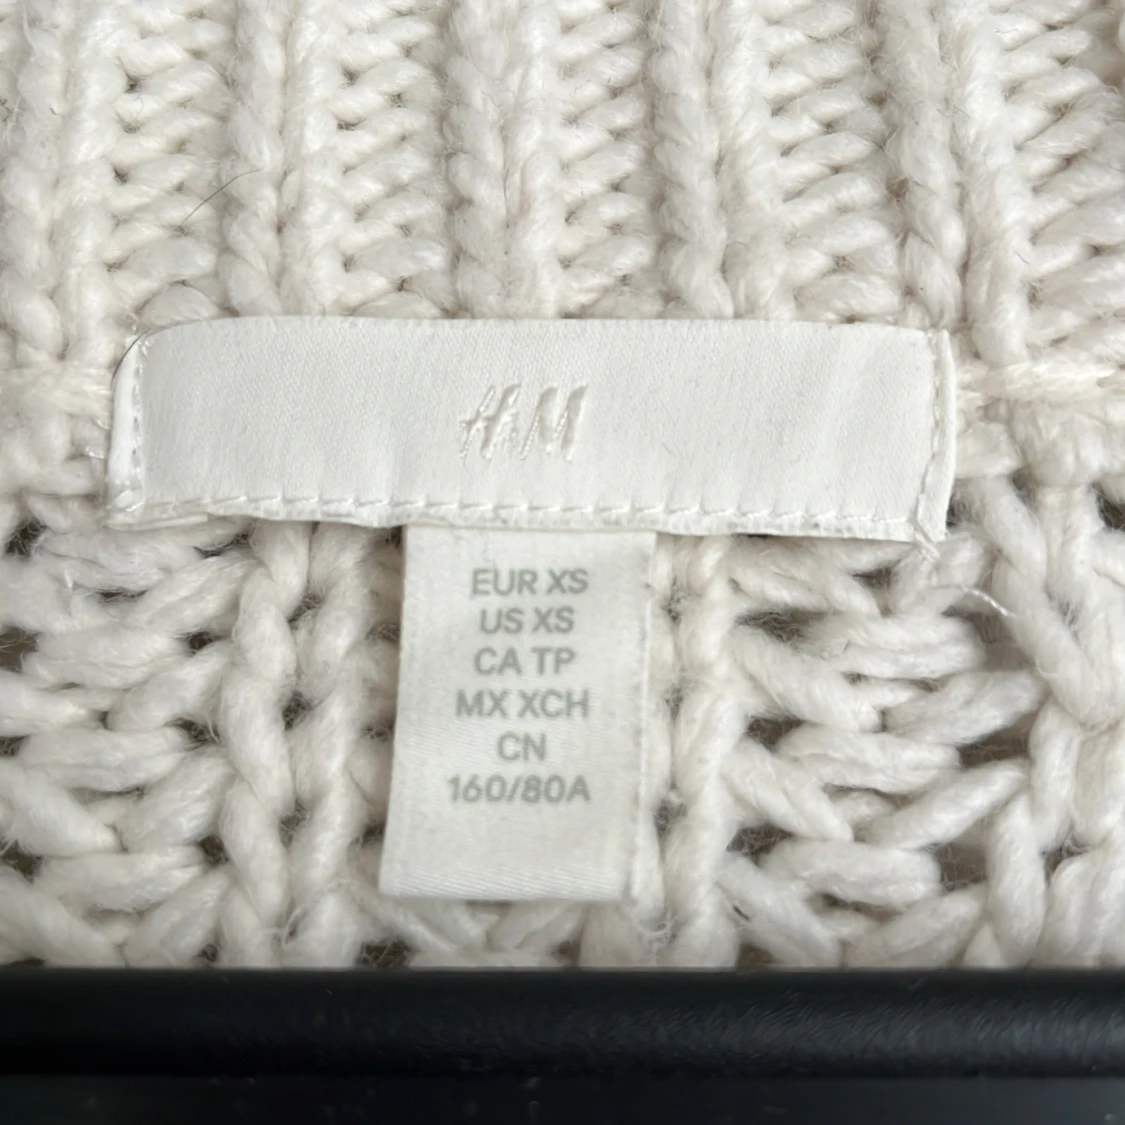 H&M
EUR XS
US XS
CA TP
MX XCH
CN
160/80A